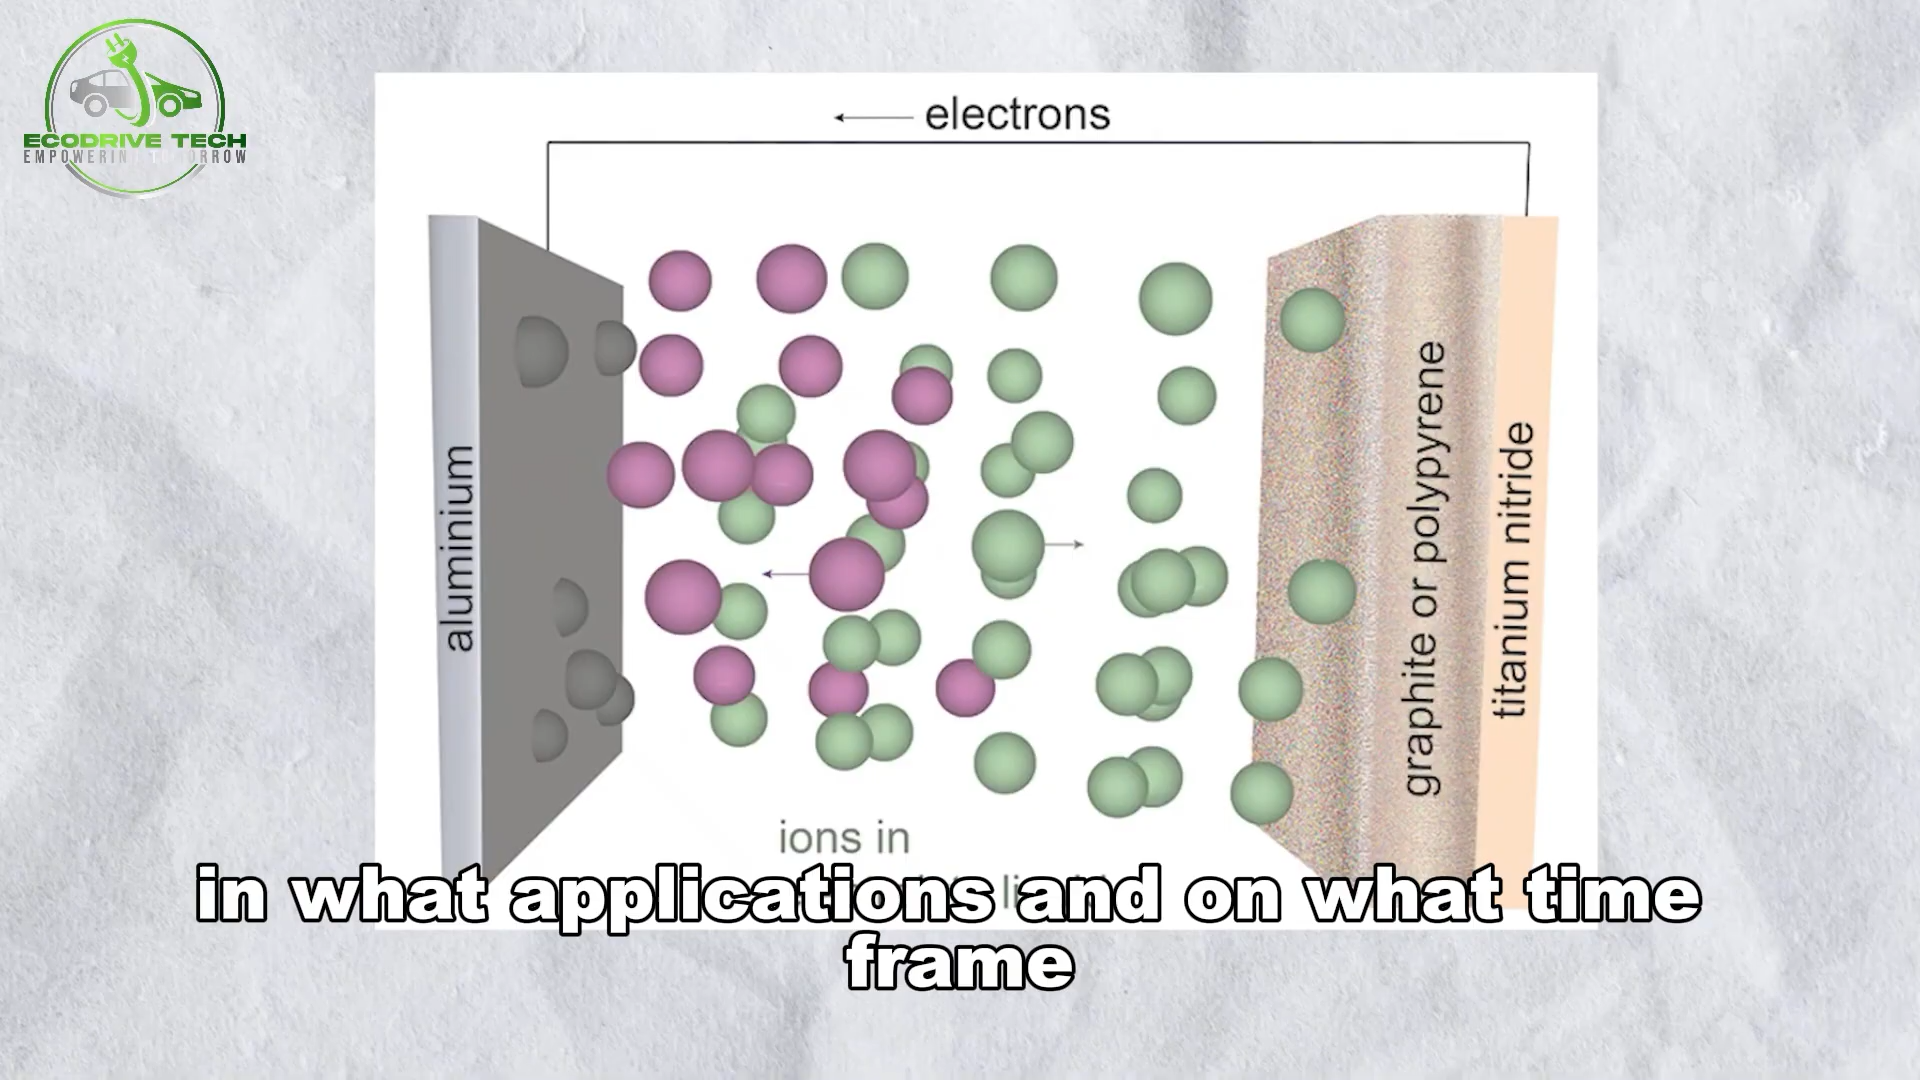 ECODRIVE TECH
electrons
aluminium
graphite or polypyrene
titanium nitride
ions in
in what applications and on what time
frame